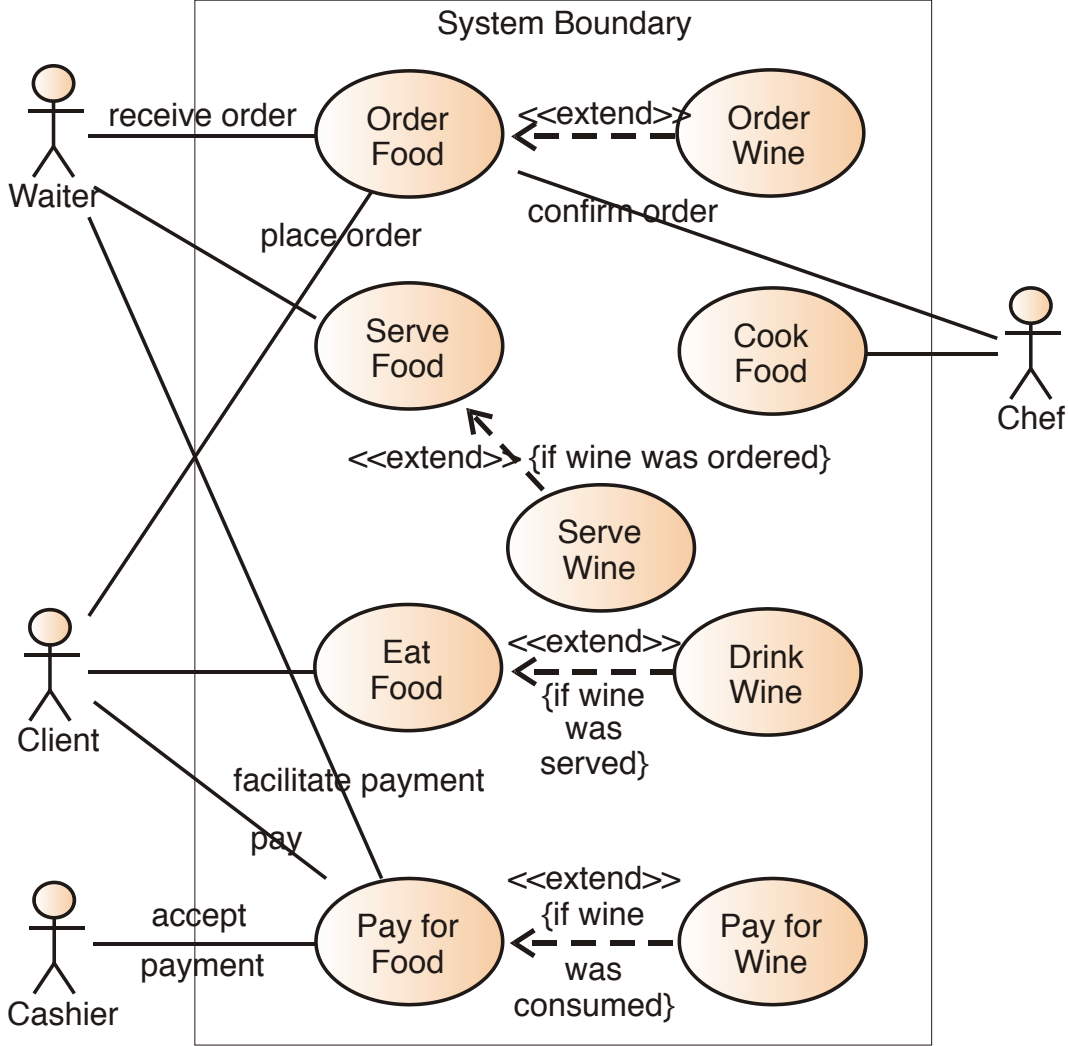 System Boundary
receive order
Order
Food
<<extend>>
Order
Wine
Waiter
place order
confirm order
Serve
Food
Cook
Food
Chef
<<extend>> {if wine was ordered}
Serve
Wine
Eat
Food
<<extend>>
{if wine
was
served}
Drink
Wine
Client
facilitate payment
pay
accept
payment
Pay for
Food
<<extend>>
{if wine
was
consumed}
Pay for
Wine
Cashier